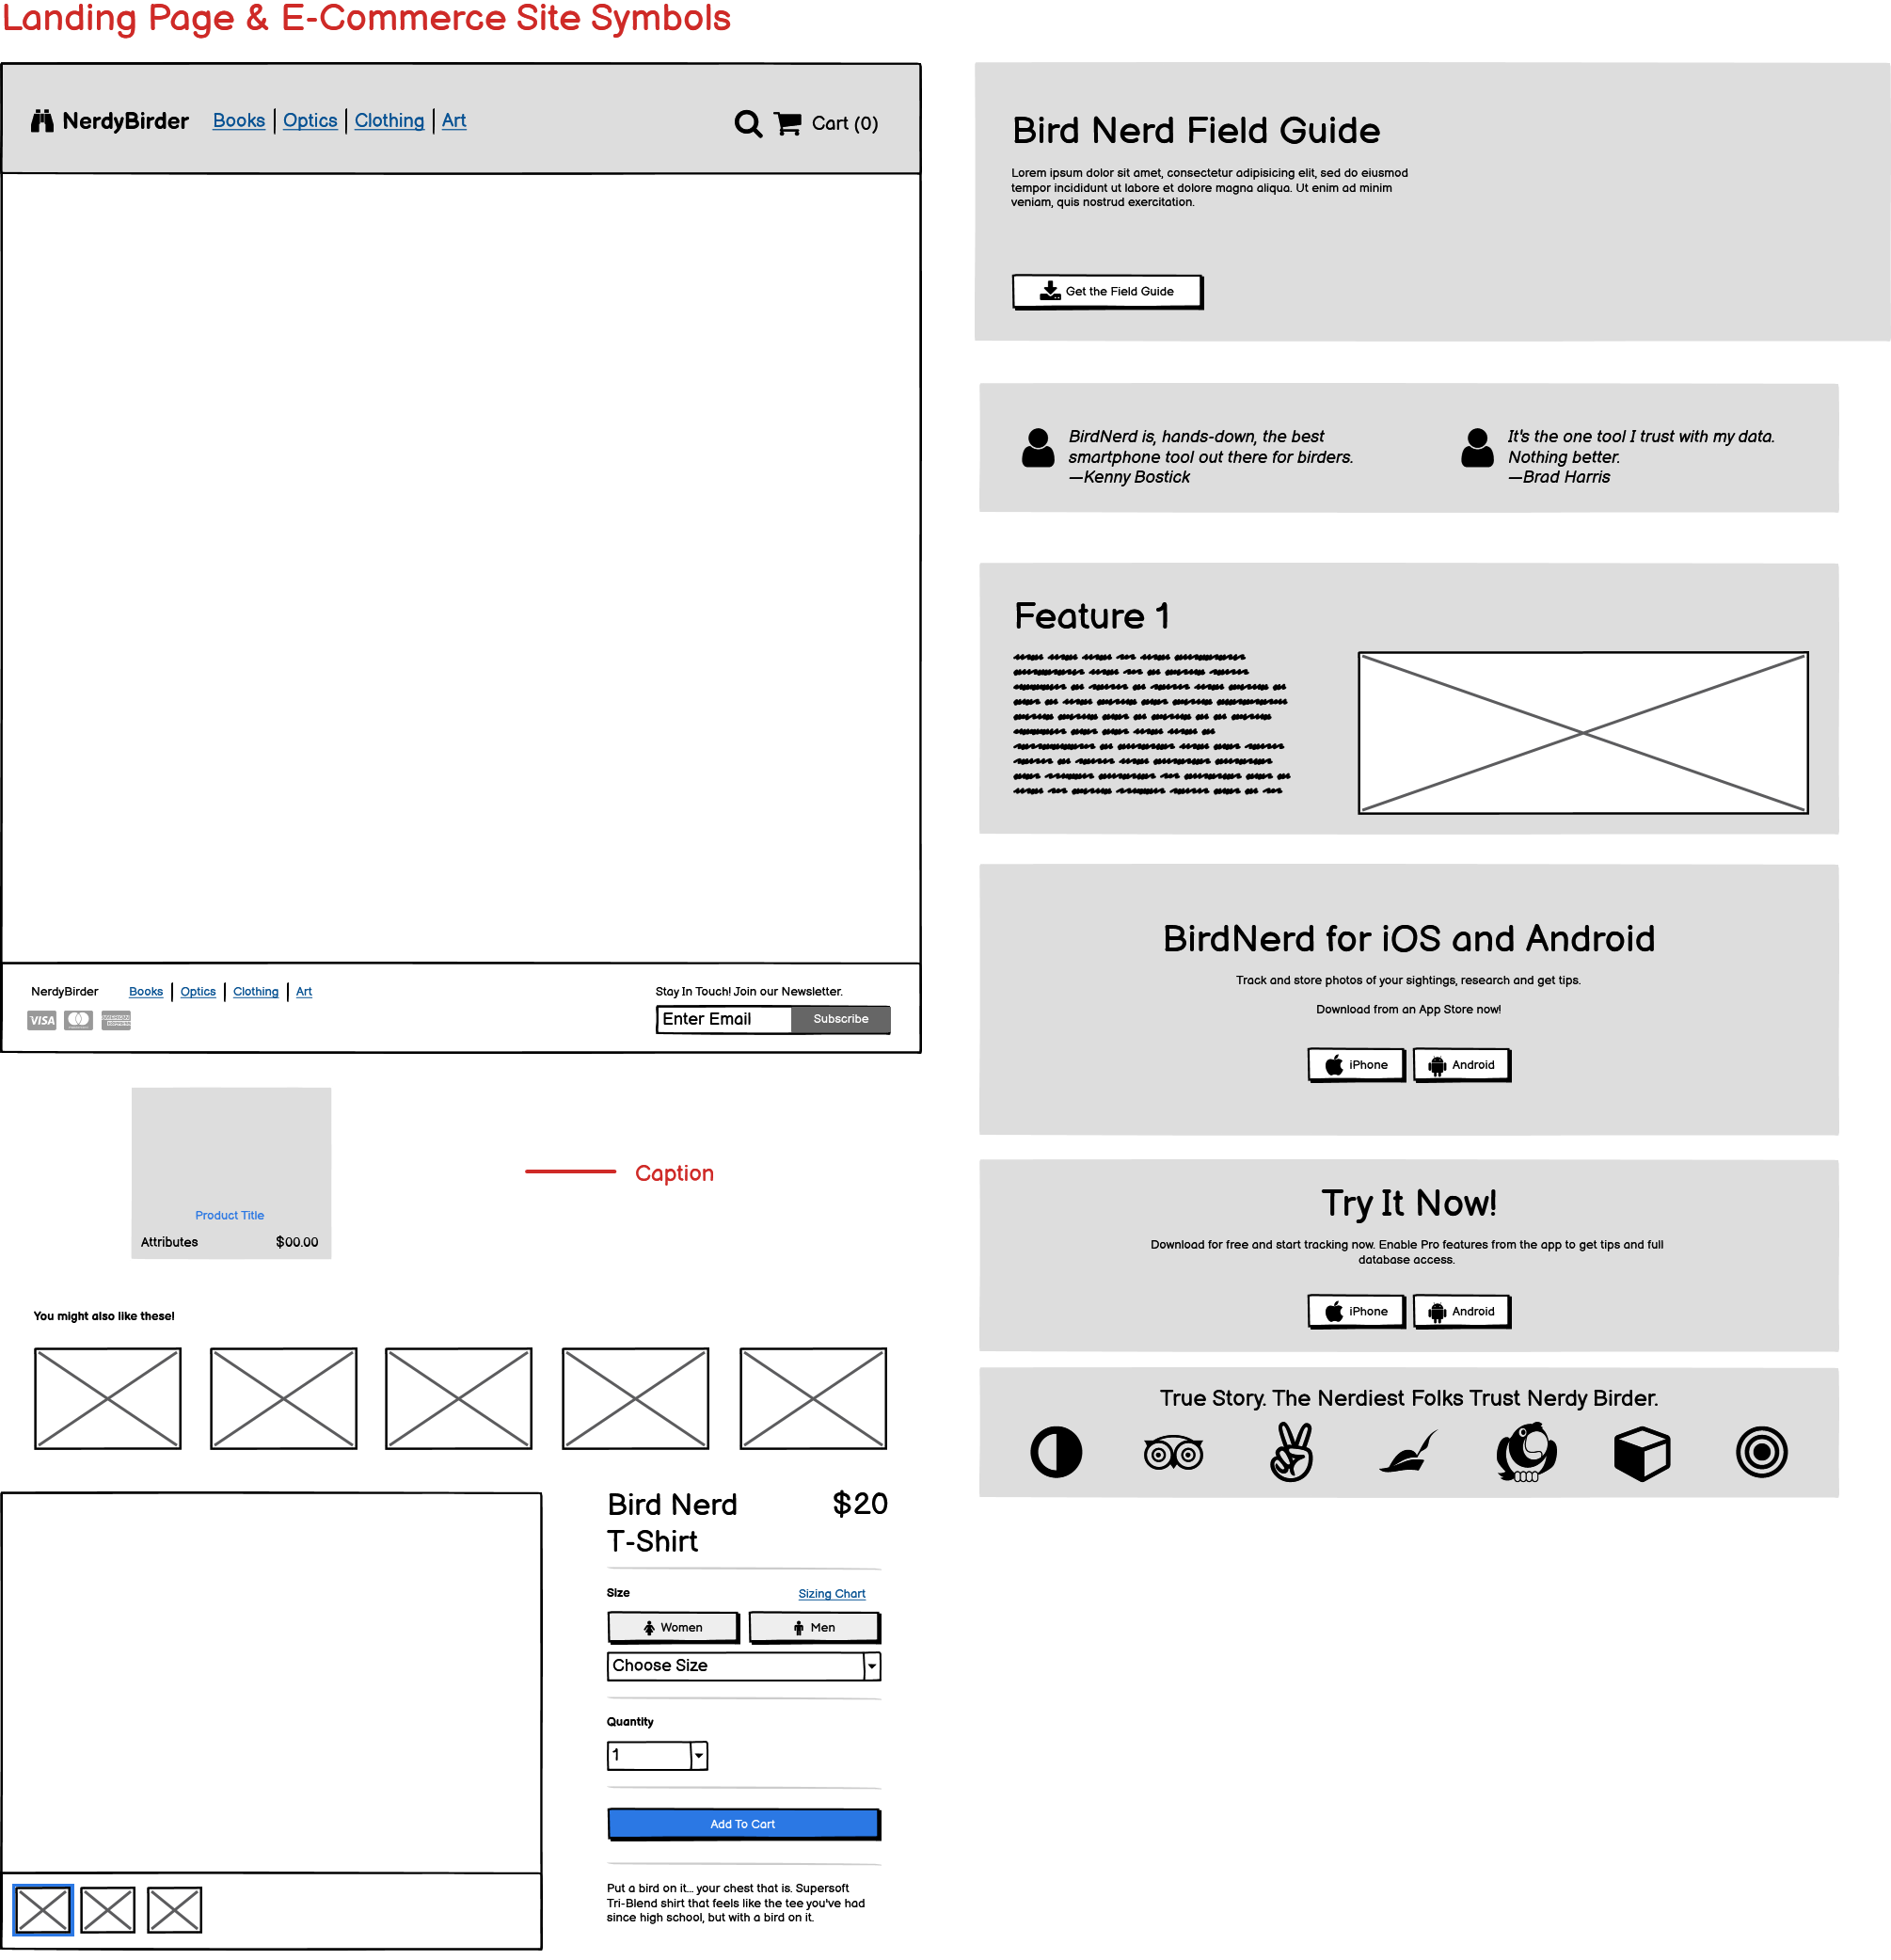 Landing Page & E-Commerce Site Symbols
NerdyBirder Books Optics Clothing Art Cart (0)
NerdyBirder Books Optics Clothing Art
VISA
Stay In Touch! Join our Newsletter.
Enter Email Subscribe
Product Title
Attributes $00.00
Caption
You might also like these!
Bird Nerd $20
T-Shirt
Size Sizing Chart
Women Men
Choose Size
Quantity
1
Add To Cart
Put a bird on it... your chest that is. Supersoft
Tri-Blend shirt that feels like the tee you've had
since high school, but with a bird on it.
Bird Nerd Field Guide
Lorem ipsum dolor sit amet, consectetur adipisicing elit, sed do eiusmod
tempor incididunt ut labore et dolore magna aliqua. Ut enim ad minim
veniam, quis nostrud exercitation.
Get the Field Guide
BirdNerd is, hands-down, the best
smartphone tool out there for birders.
—Kenny Bostick
It's the one tool I trust with my data.
Nothing better.
—Brad Harris
Feature 1
BirdNerd for iOS and Android
Track and store photos of your sightings, research and get tips.
Download from an App Store now!
iPhone Android
Try It Now!
Download for free and start tracking now. Enable Pro features from the app to get tips and full
database access.
iPhone Android
True Story. The Nerdiest Folks Trust Nerdy Birder.